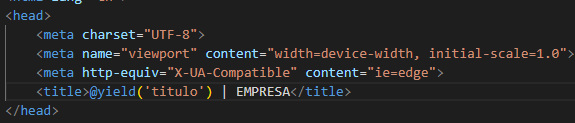 <head>
<meta charset="UTF-8">
<meta name="viewport" content="width=device-width, initial-scale=1.0">
<meta http-equiv="X-UA-Compatible" content="ie=edge">
<title>@yield('titulo') | EMPRESA</title>
</head>